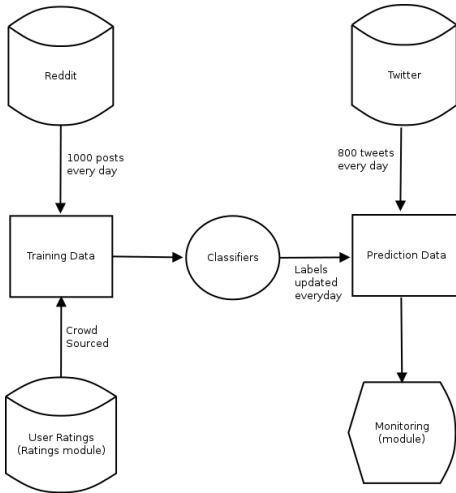 Reddit
Twitter
1000 posts
every day
800 tweets
every day
Training Data
Classifiers
Labels
updated
everyday
Prediction Data
Crowd
Sourced
User Ratings
(Ratings module)
Monitoring
(module)